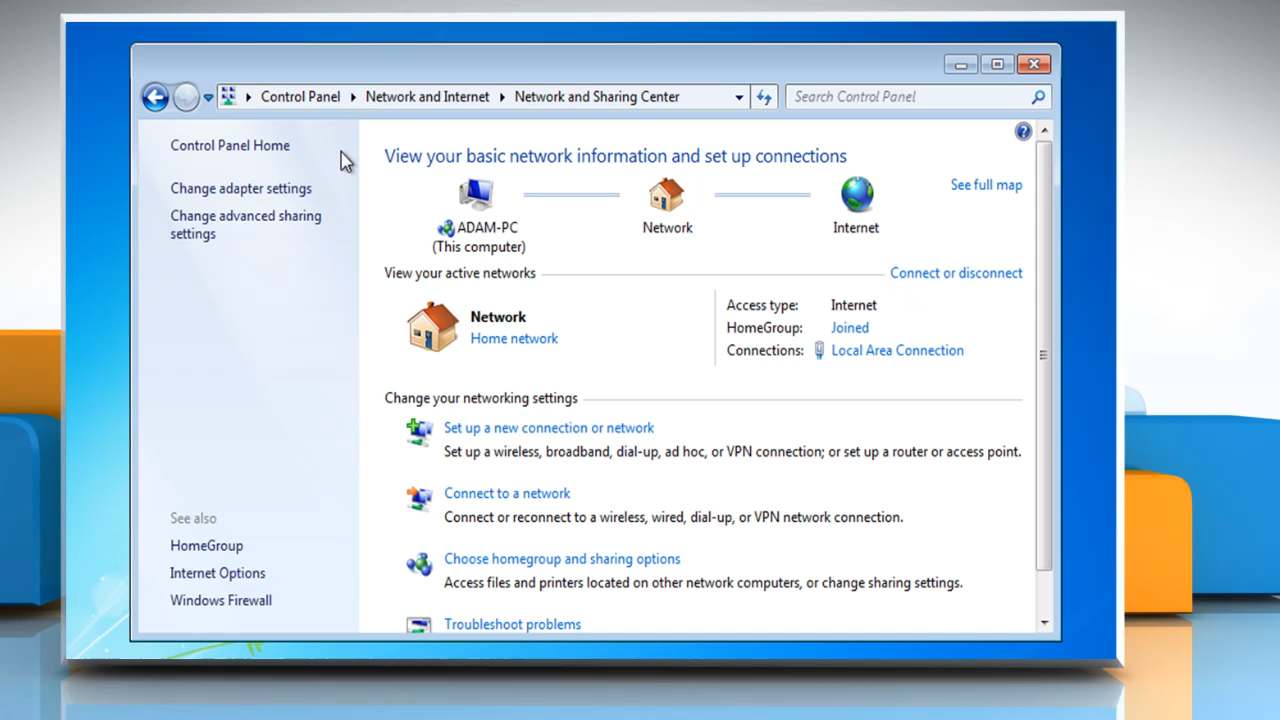 Control Panel
Network and Internet
Network and Sharing Center
Search Control Panel
Control Panel Home
Change adapter settings
Change advanced sharing
settings
See also
HomeGroup
Internet Options
Windows Firewall
View your basic network information and set up connections
See full map
ADAM-PC
(This computer)
Network
Internet
View your active networks
Connect or disconnect
Network
Home network
Access type: Internet
HomeGroup: Joined
Connections: Local Area Connection
Change your networking settings
Set up a new connection or network
Set up a wireless, broadband, dial-up, ad hoc, or VPN connection; or set up a router or access point.
Connect to a network
Connect or reconnect to a wireless, wired, dial-up, or VPN network connection.
Choose homegroup and sharing options
Access files and printers located on other network computers, or change sharing settings.
Troubleshoot problems